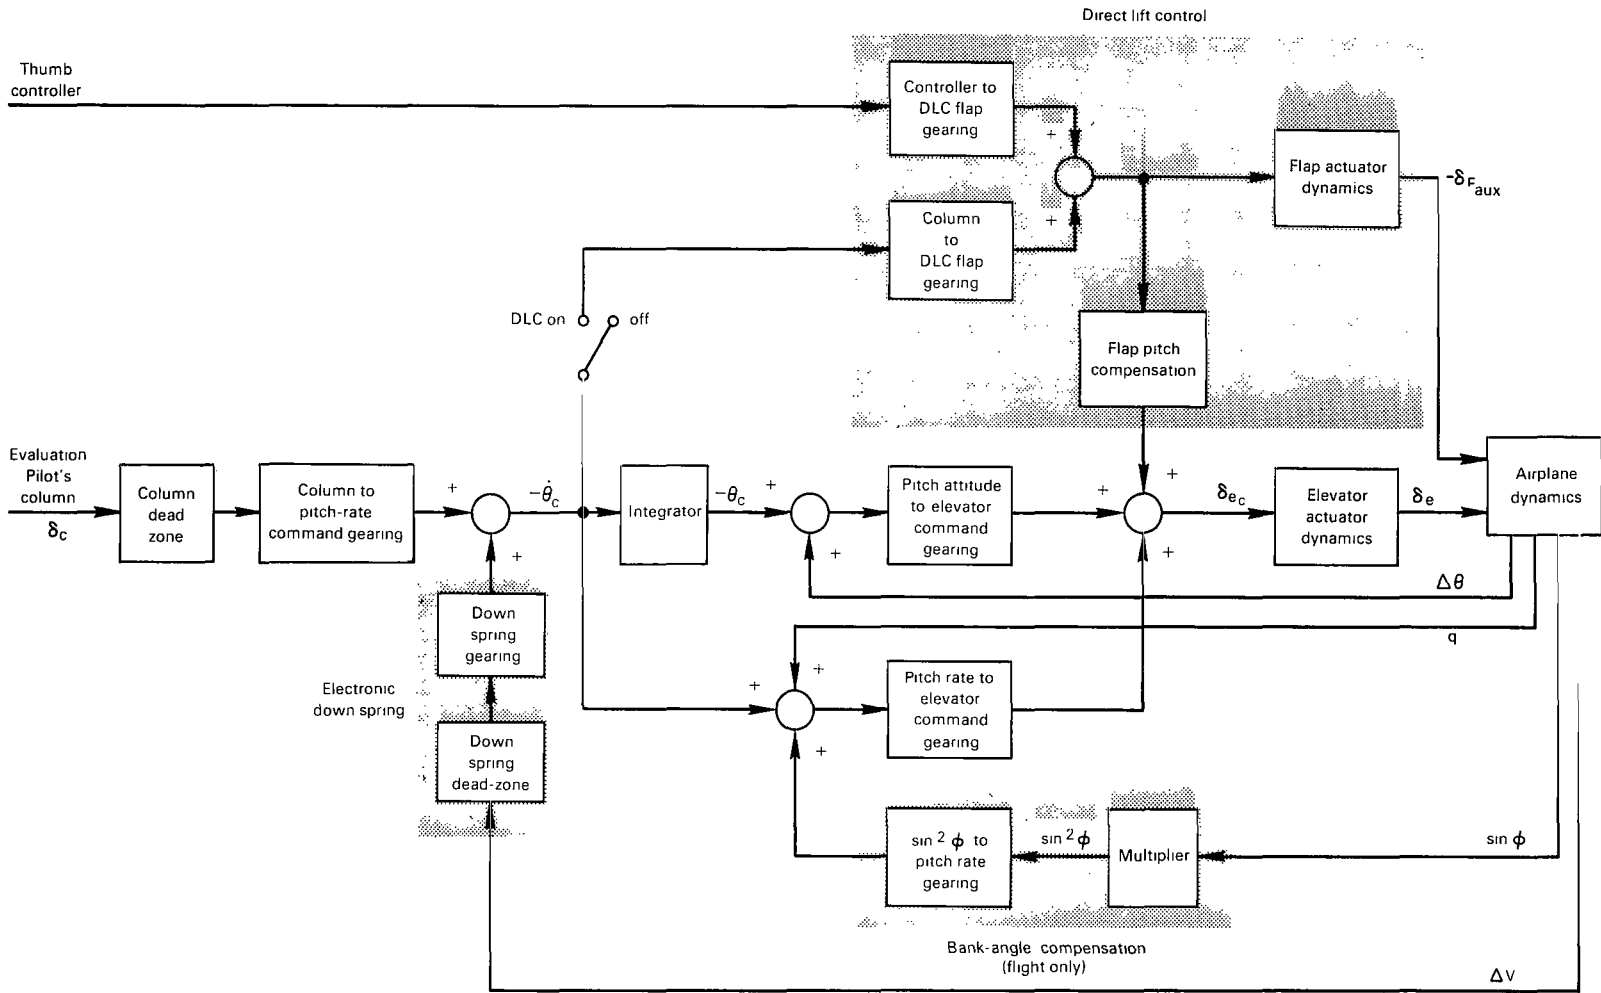 Direct lift control
Thumb
controller
Controller to
DLC flap
gearing
+
+
Flap actuator
dynamics
-δFaux
Column
to
DLC flap
gearing
DLC on
off
Flap pitch
compensation
Evaluation
Pilot's
column
δc
Column
dead
zone
Column to
pitch-rate
command gearing
+
+
-θ̇c
Integrator
-θc
+
+
Pitch attitude
to elevator
command
gearing
+
+
+
δec
Elevator
actuator
dynamics
δe
Airplane
dynamics
Δθ
q
Down
spring
gearing
Electronic
down spring
Down
spring
dead-zone
+
+
+
Pitch rate to
elevator
command
gearing
sin² ϕ to
pitch rate
gearing
sin² ϕ
Multiplier
sin ϕ
Bank-angle compensation
(flight only)
ΔV